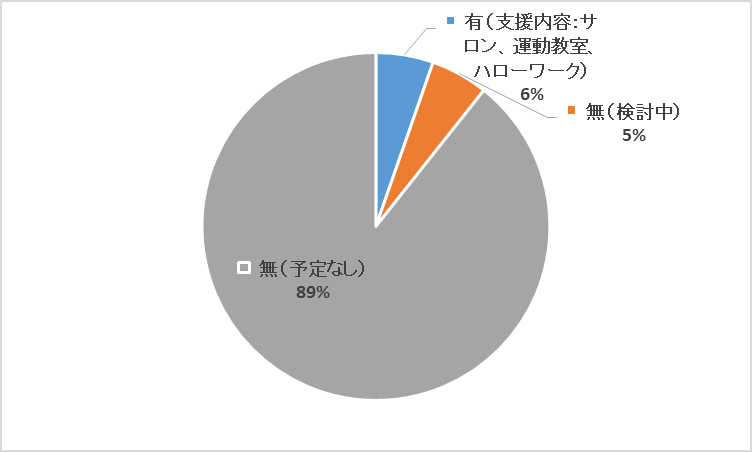 有（支援内容：サ
ロン、運動教室、
ハローワーク）
6%
無（検討中）
5%
無（予定なし）
89%